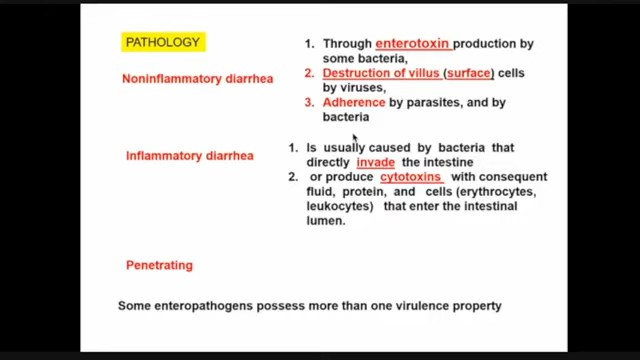 PATHOLOGY
Noninflammatory diarrhea
1. Through enterotoxin production by
some bacteria,
2. Destruction of villus (surface) cells
by viruses,
3. Adherence by parasites, and by
bacteria
Inflammatory diarrhea
1. Is usually caused by bacteria that
directly invade the intestine
2. or produce cytotoxins with consequent
fluid, protein, and cells (erythrocytes,
leukocytes) that enter the intestinal
lumen.
Penetrating
Some enteropathogens possess more than one virulence property